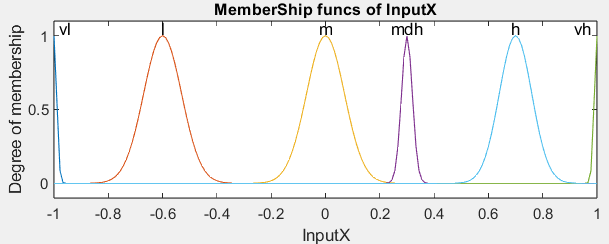 MemberShip funcs of InputX
vl l m mdh h vh
1
0.5
0
Degree of membership
-1 -0.8 -0.6 -0.4 -0.2 0 0.2 0.4 0.6 0.8 1
InputX